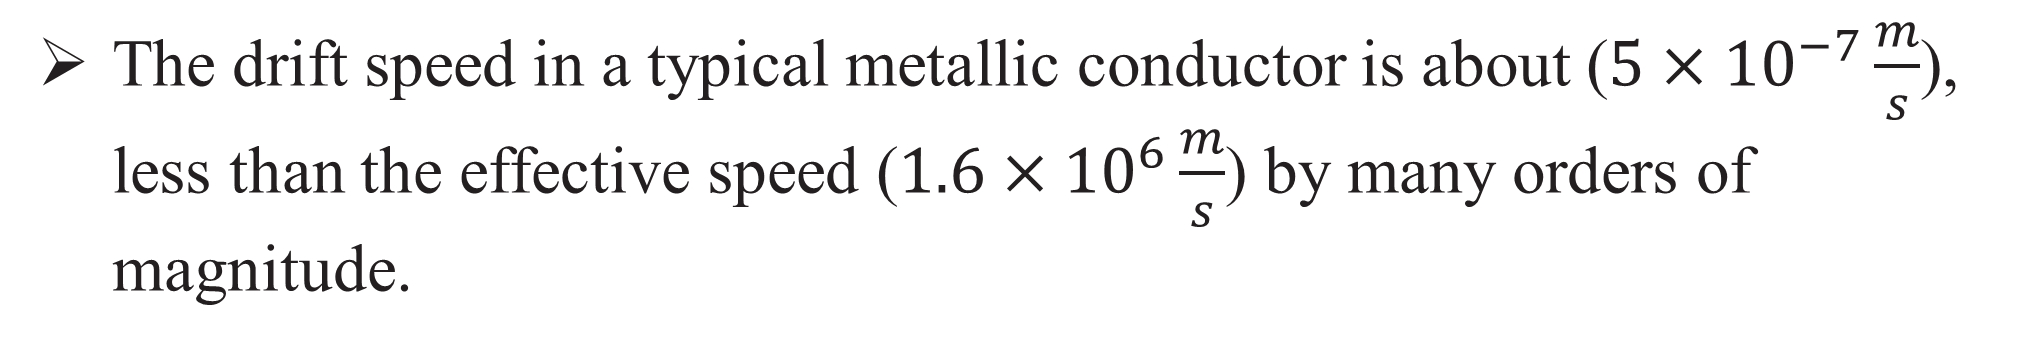 ➢ The drift speed in a typical metallic conductor is about (5 × 10⁻⁷ m/s),
less than the effective speed (1.6 × 10⁶ m/s) by many orders of
magnitude.